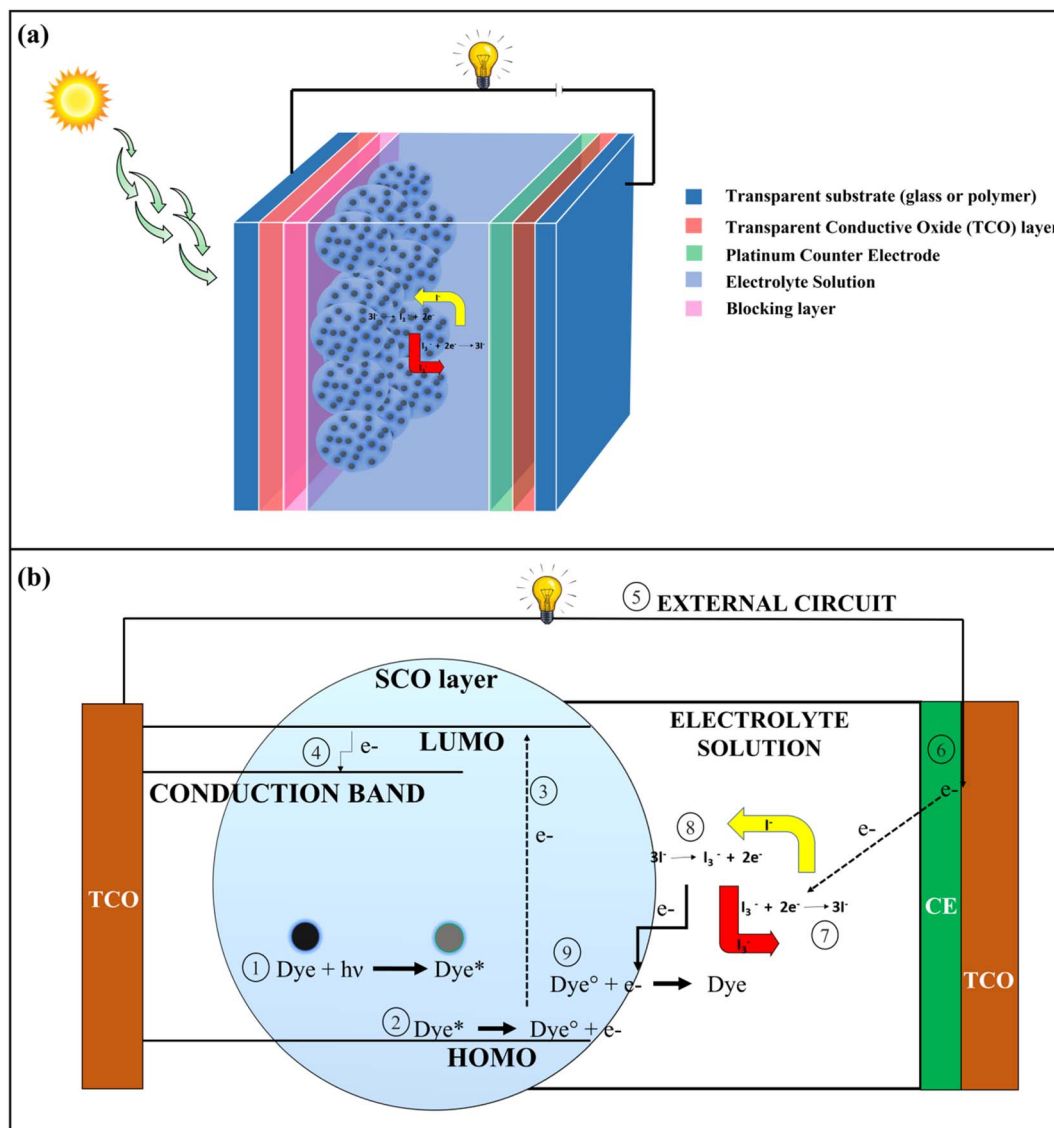 (a)
Transparent substrate (glass or polymer)
Transparent Conductive Oxide (TCO) layer
Platinum Counter Electrode
Electrolyte Solution
Blocking layer
I⁻
3I⁻ → I₃⁻ + 2e⁻
I₃⁻ + 2e⁻ → 3I⁻
(b)
5 EXTERNAL CIRCUIT
SCO layer
ELECTROLYTE
SOLUTION
LUMO
4 e-
CONDUCTION BAND
3
e-
6
e-
e-
8
I⁻
3I⁻ → I₃⁻ + 2e⁻
TCO
CE
e-
I₃⁻ + 2e⁻ → 3I⁻
7
I₃⁻
9
1 Dye + hν → Dye*
Dye° + e- → Dye
TCO
2 Dye* → Dye° + e-
HOMO